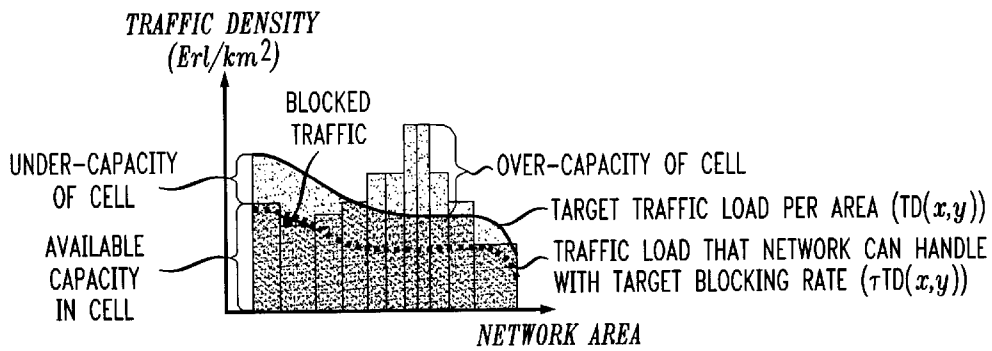 TRAFFIC DENSITY
(Erl/km²)
BLOCKED
TRAFFIC
UNDER-CAPACITY
OF CELL
OVER-CAPACITY OF CELL
TARGET TRAFFIC LOAD PER AREA (TD(x,y))
AVAILABLE
CAPACITY
IN CELL
TRAFFIC LOAD THAT NETWORK CAN HANDLE
WITH TARGET BLOCKING RATE (τTD(x,y))
NETWORK AREA